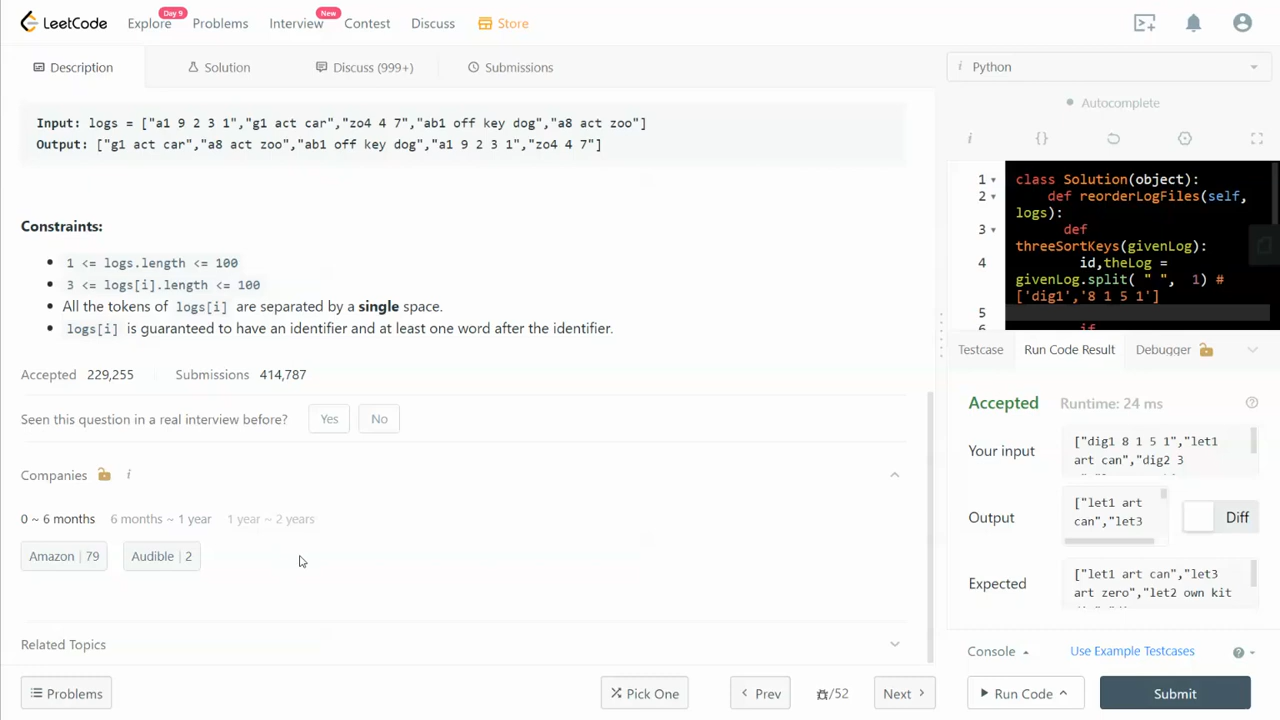 LeetCode Explore Day 9 Problems Interview New Contest Discuss Store
Description Solution Discuss (999+) Submissions
Input: logs = ["a1 9 2 3 1","g1 act car","zo4 4 7","ab1 off key dog","a8 act zoo"]
Output: ["g1 act car","a8 act zoo","ab1 off key dog","a1 9 2 3 1","zo4 4 7"]
Constraints:
1 <= logs.length <= 100
3 <= logs[i].length <= 100
All the tokens of logs[i] are separated by a single space.
logs[i] is guaranteed to have an identifier and at least one word after the identifier.
Accepted 229,255 Submissions 414,787
Seen this question in a real interview before? Yes No
Companies i
0 ~ 6 months 6 months ~ 1 year 1 year ~ 2 years
Amazon | 79 Audible | 2
Related Topics
Problems Pick One Prev /52 Next
i Python
Autocomplete
i {}
1 class Solution(object):
2 def reorderLogFiles(self,
logs):
3 def
threeSortKeys(givenLog):
4 id,theLog =
givenLog.split( " ", 1) #
['dig1','8 1 5 1']
5
6 if
Testcase Run Code Result Debugger
Accepted Runtime: 24 ms
Your input ["dig1 8 1 5 1","let1
art can","dig2 3
Output ["let1 art
can","let3
Diff
Expected ["let1 art can","let3
art zero","let2 own kit
Console Use Example Testcases
Run Code Submit